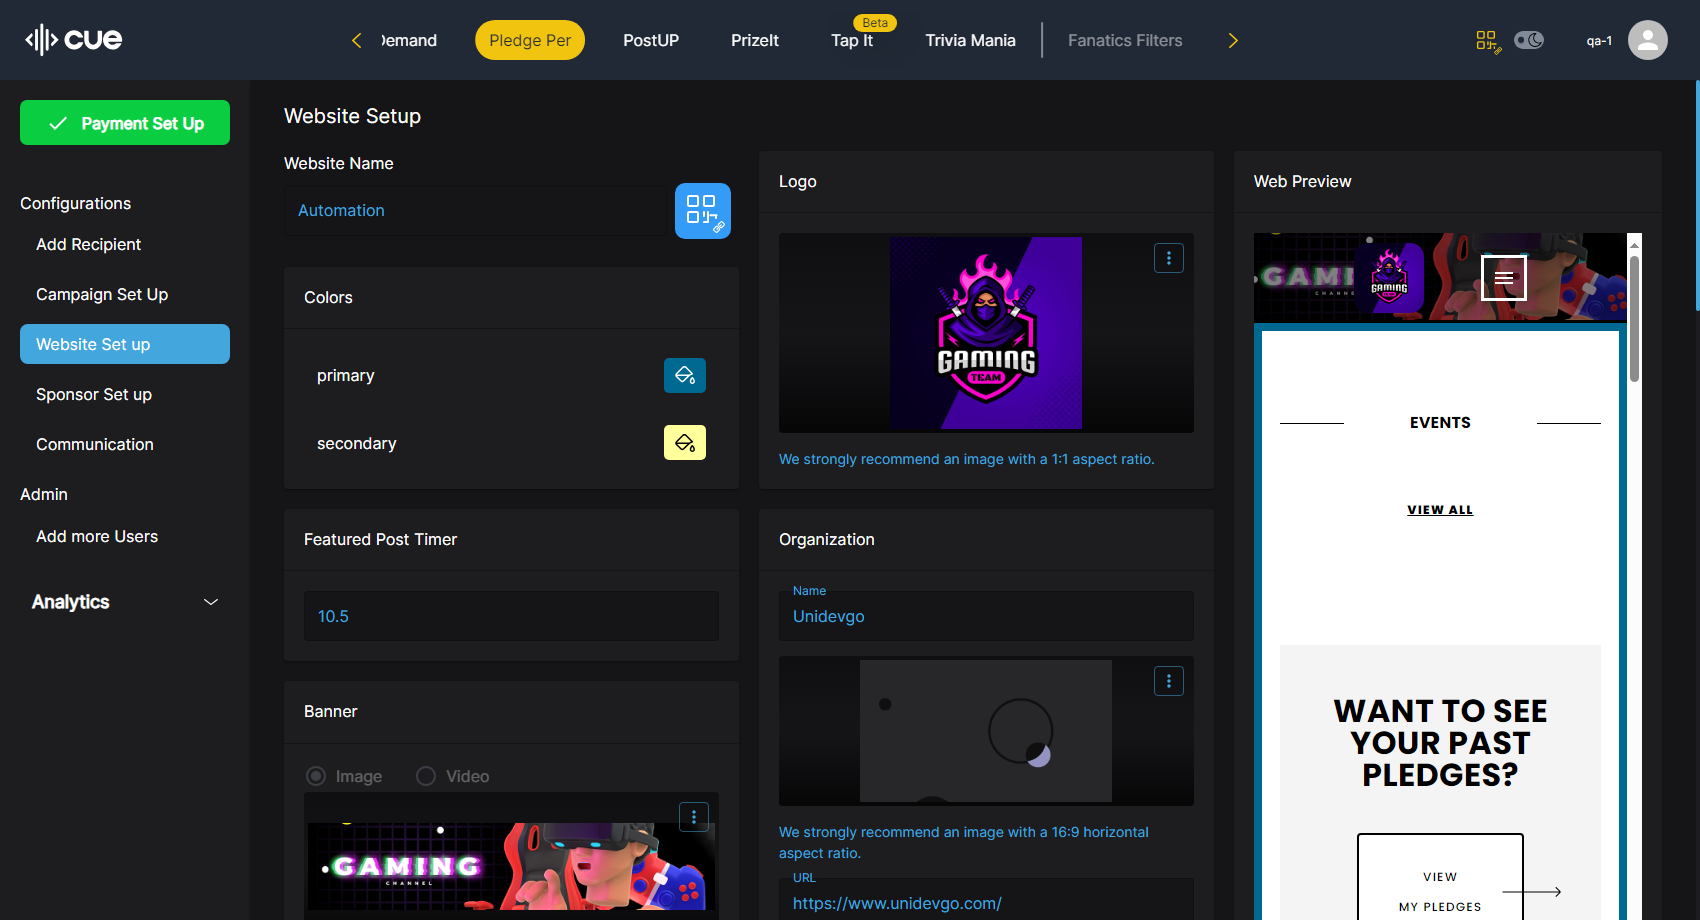 cue
Demand
Pledge Per
PostUP
PrizeIt
Beta
Tap It
Trivia Mania
Fanatics Filters
qa-1
Payment Set Up
Configurations
Add Recipient
Campaign Set Up
Website Set up
Sponsor Set up
Communication
Admin
Add more Users
Analytics
Website Setup
Website Name
Automation
Colors
primary
secondary
Featured Post Timer
10.5
Banner
Image
Video
GAMING
CHANNEL
Logo
GAMING
TEAM
We strongly recommend an image with a 1:1 aspect ratio.
Organization
Name
Unidevgo
We strongly recommend an image with a 16:9 horizontal
aspect ratio.
URL
https://www.unidevgo.com/
Web Preview
GAMI
CHANN
GAMING
TEAM
EVENTS
VIEW ALL
WANT TO SEE
YOUR PAST
PLEDGES?
VIEW
MY PLEDGES